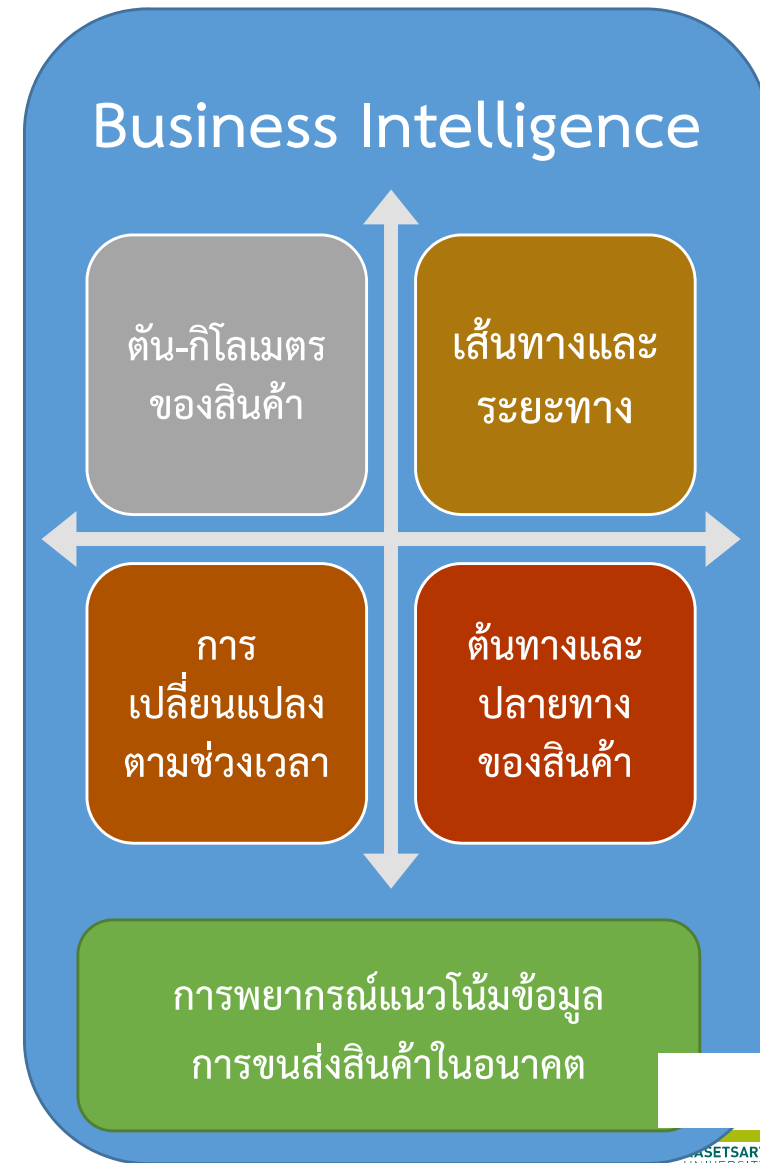 Business Intelligence
ตัน-กิโลเมตร
ของสินค้า
เส้นทางและ
ระยะทาง
การ
เปลี่ยนแปลง
ตามช่วงเวลา
ต้นทางและ
ปลายทาง
ของสินค้า
การพยากรณ์แนวโน้มข้อมูล
การขนส่งสินค้าในอนาคต